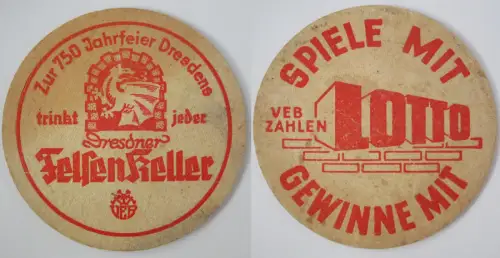 Zur 750 Jahrfeier Dresdens
trinkt jeder
Dresdner
Felsenkeller
VEB
SPIELE MIT
VEB
ZAHLEN
LOTTO
GEWINNE MIT